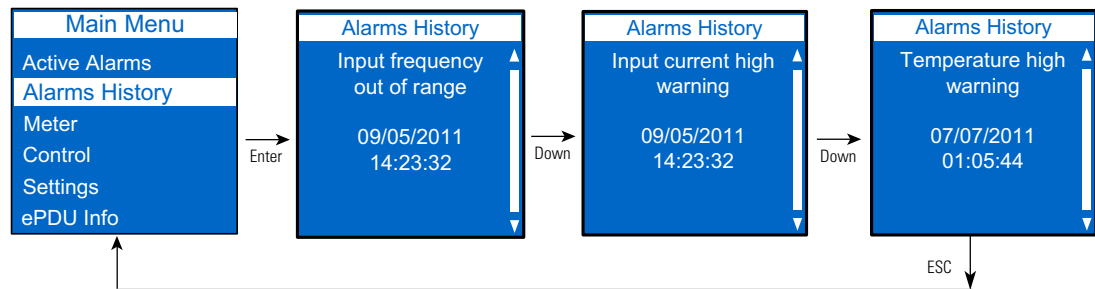 Main Menu
Active Alarms
Alarms History
Meter
Control
Settings
ePDU Info
Enter
Alarms History
Input frequency
out of range
09/05/2011
14:23:32
Down
Alarms History
Input current high
warning
09/05/2011
14:23:32
Down
Alarms History
Temperature high
warning
07/07/2011
01:05:44
ESC